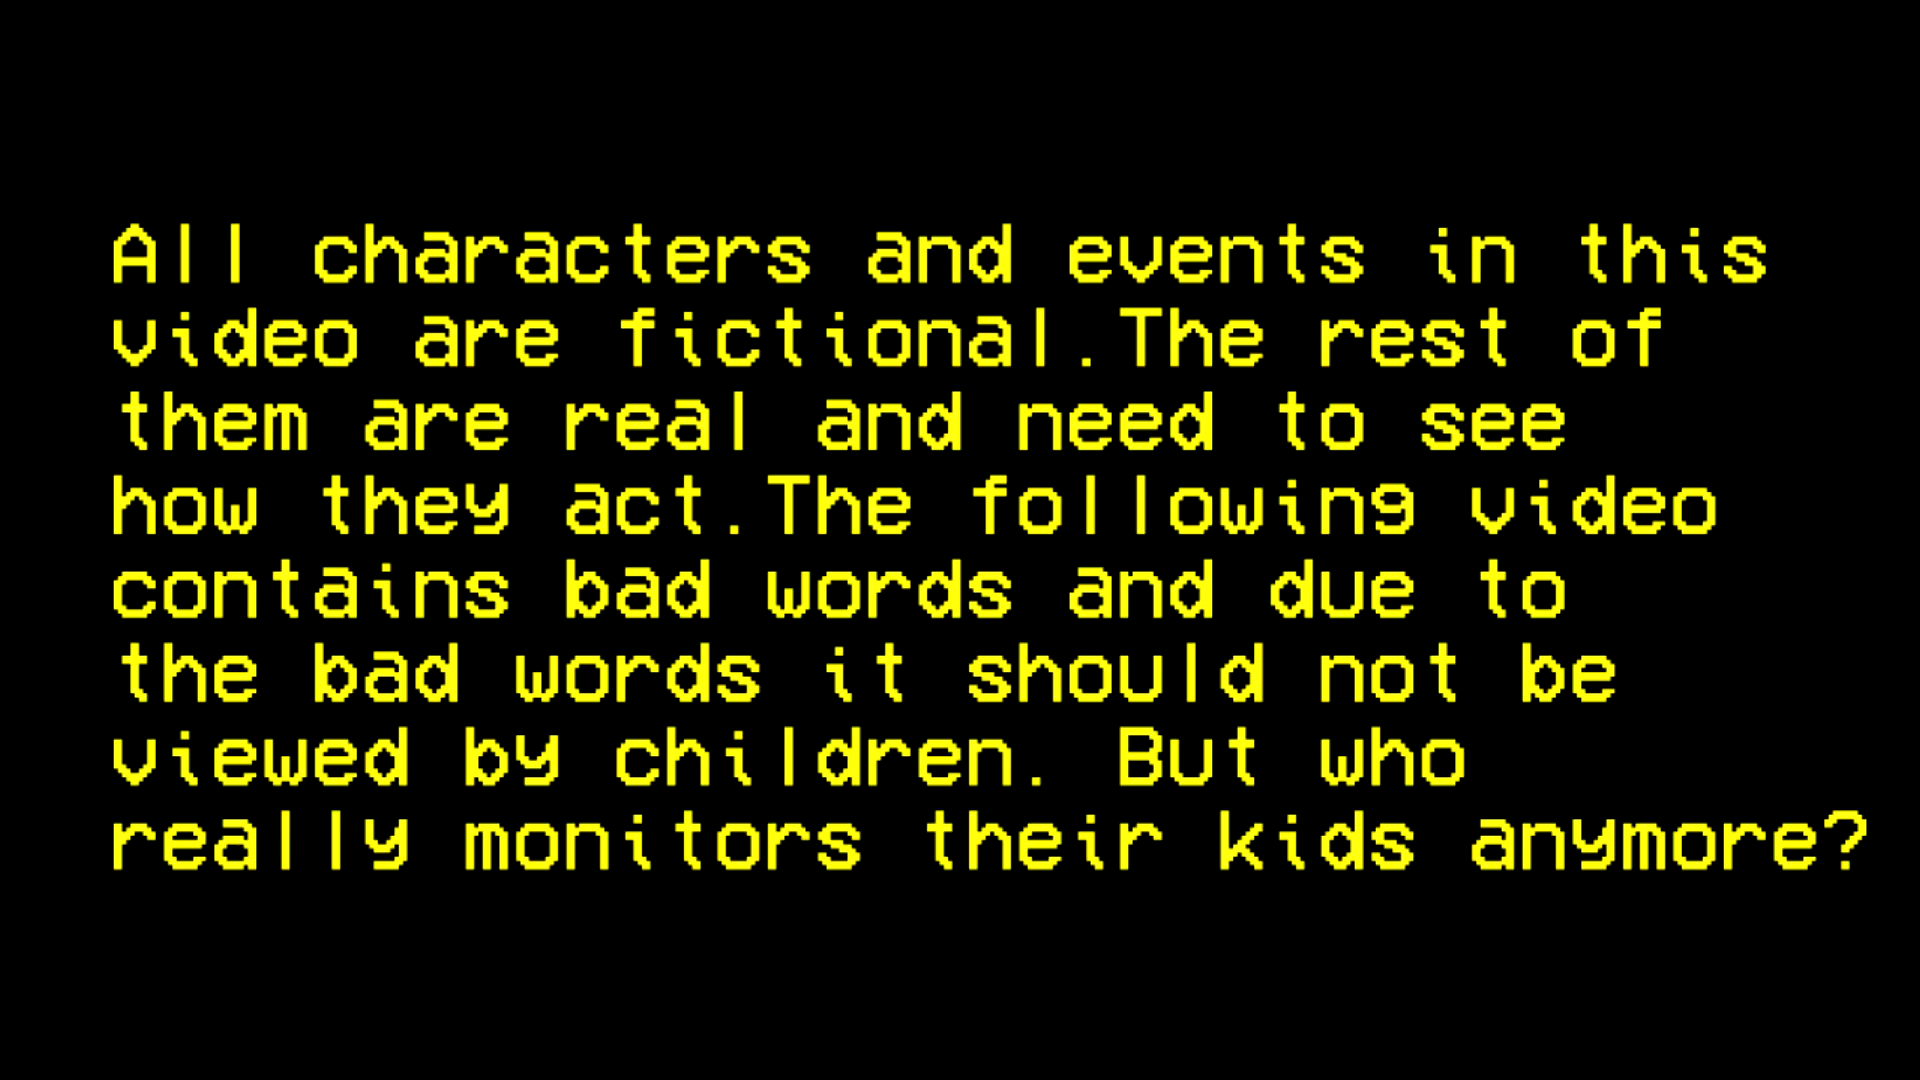 All characters and events in this
video are fictional.The rest of
them are real and need to see
how they act.The following video
contains bad words and due to
the bad words it should not be
viewed by children. But who
really monitors their kids anymore?